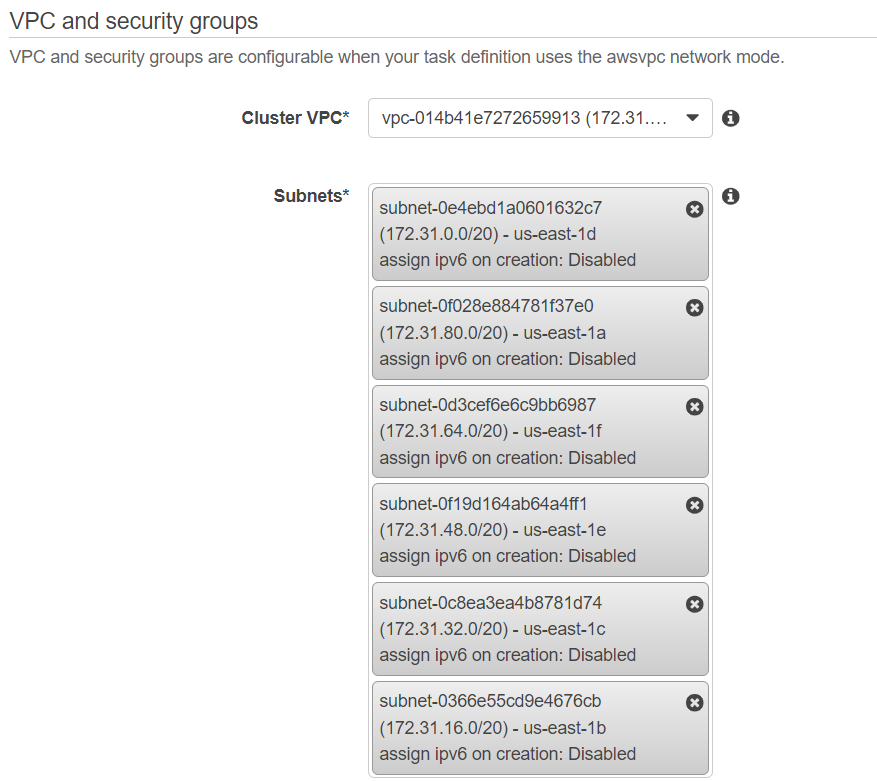 VPC and security groups
VPC and security groups are configurable when your task definition uses the awsvpc network mode.
Cluster VPC*
vpc-014b41e7272659913 (172.31....
Subnets*
subnet-0e4ebd1a0601632c7
(172.31.0.0/20) - us-east-1d
assign ipv6 on creation: Disabled
subnet-0f028e884781f37e0
(172.31.80.0/20) - us-east-1a
assign ipv6 on creation: Disabled
subnet-0d3cef6e6c9bb6987
(172.31.64.0/20) - us-east-1f
assign ipv6 on creation: Disabled
subnet-0f19d164ab64a4ff1
(172.31.48.0/20) - us-east-1e
assign ipv6 on creation: Disabled
subnet-0c8ea3ea4b8781d74
(172.31.32.0/20) - us-east-1c
assign ipv6 on creation: Disabled
subnet-0366e55cd9e4676cb
(172.31.16.0/20) - us-east-1b
assign ipv6 on creation: Disabled